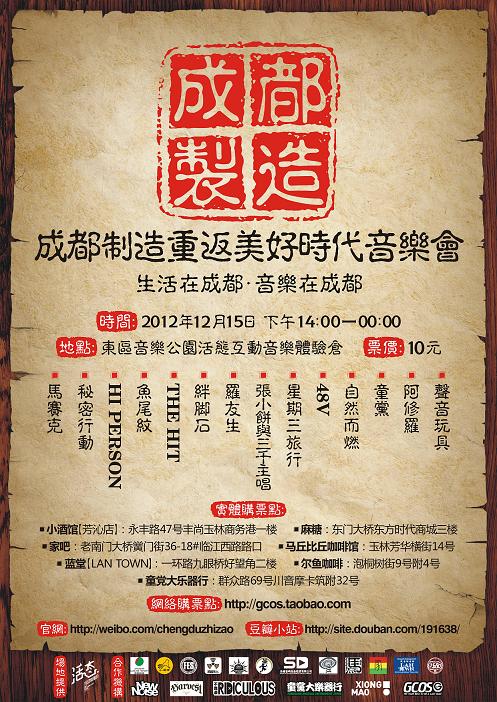 成都
製造
成都制造重返美好時代音樂會
生活在成都·音樂在成都
時間: 2012年12月15日 下午14:00—00:00
地點: 東區音樂公園活態互動音樂體驗倉 票價: 10元
馬賽克
秘密行動
HI PERSON
魚尾紋
THE HIT
絆脚石
羅友生
張小餅與三千主唱
星期三旅行
48V
自然而燃
童黨
阿修羅
聲音玩具
實體購票點:
小酒馆【芳沁店】: 永丰路47号丰尚玉林商务港一楼 麻糖: 东门大桥东方时代商城三楼
家吧: 老南门大桥簧门街36-18#临江西路路口 马丘比丘咖啡馆: 玉林芳华横街14号
蓝堂【LAN TOWN】: 一环路九眼桥好望角二楼 尔鱼咖啡: 泡桐树街9号附4号
童党大乐器行: 群众路69号川音摩卡筑附32号
網絡購票點: http://gcos.taobao.com
官網: http://weibo.com/chengduzhizao 豆瓣小站: http://site.douban.com/191638/
場地提供
合作機構
SD
NEW NOW
Harvest
RIDICULOUS
童黨大樂器行
XIONG MAO
GCOS